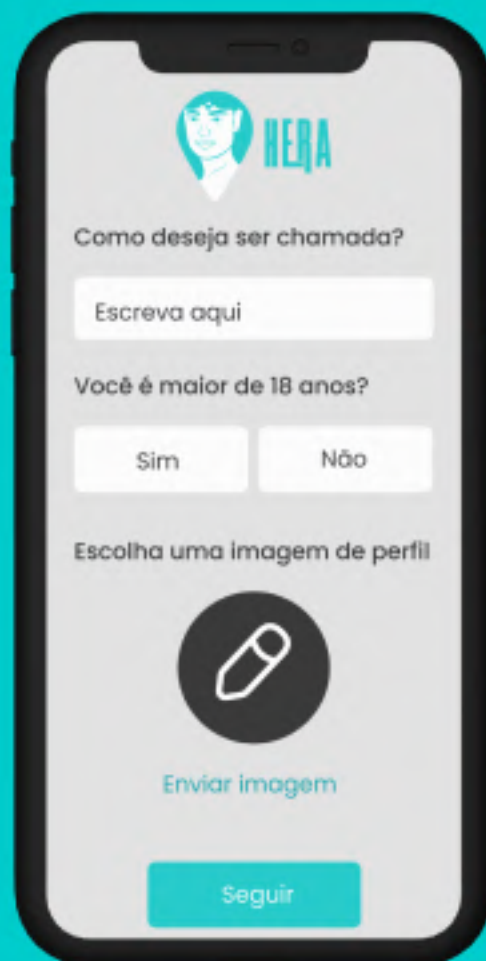 HERA
Como deseja ser chamada?
Escreva aqui
Você é maior de 18 anos?
Sim Não
Escolha uma imagem de perfil
Enviar imagem
Seguir